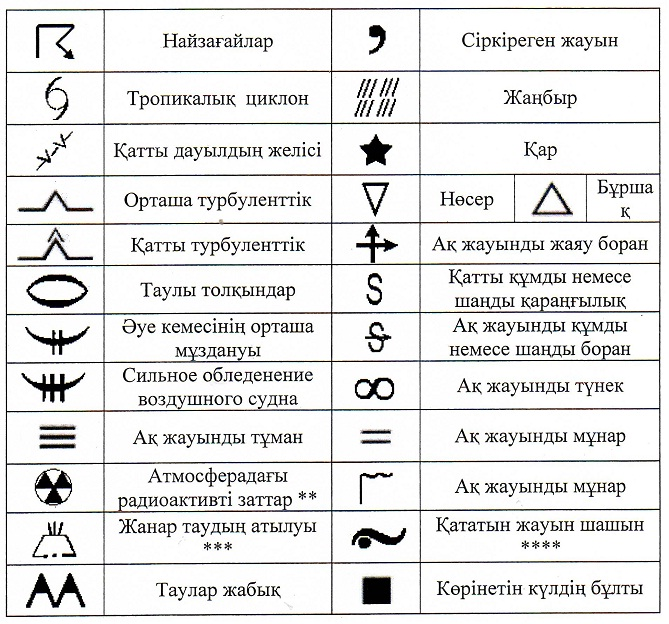 Найзағайлар
Сіркіреген жауын
Тропикалық циклон
Жаңбыр
Қатты дауылдың желісі
Қар
Орташа турбуленттік
Нөсер
Бұрша
қ
Қатты турбуленттік
Ақ жауынды жаяу боран
Таулы толқындар
Қатты құмды немесе
шаңды қараңғылық
Әуе кемесінің орташа
мұздануы
Ақ жауынды құмды
немесе шаңды боран
Сильное обледенение
воздушного судна
Ақ жауынды түнек
Ақ жауынды тұман
Ақ жауынды мұнар
Атмосферадағы
радиоактивті заттар **
Ақ жауынды мұнар
Жанар таудың атылуы
***
Қататын жауын шашын
****
Таулар жабық
Көрінетін күлдің бұлты